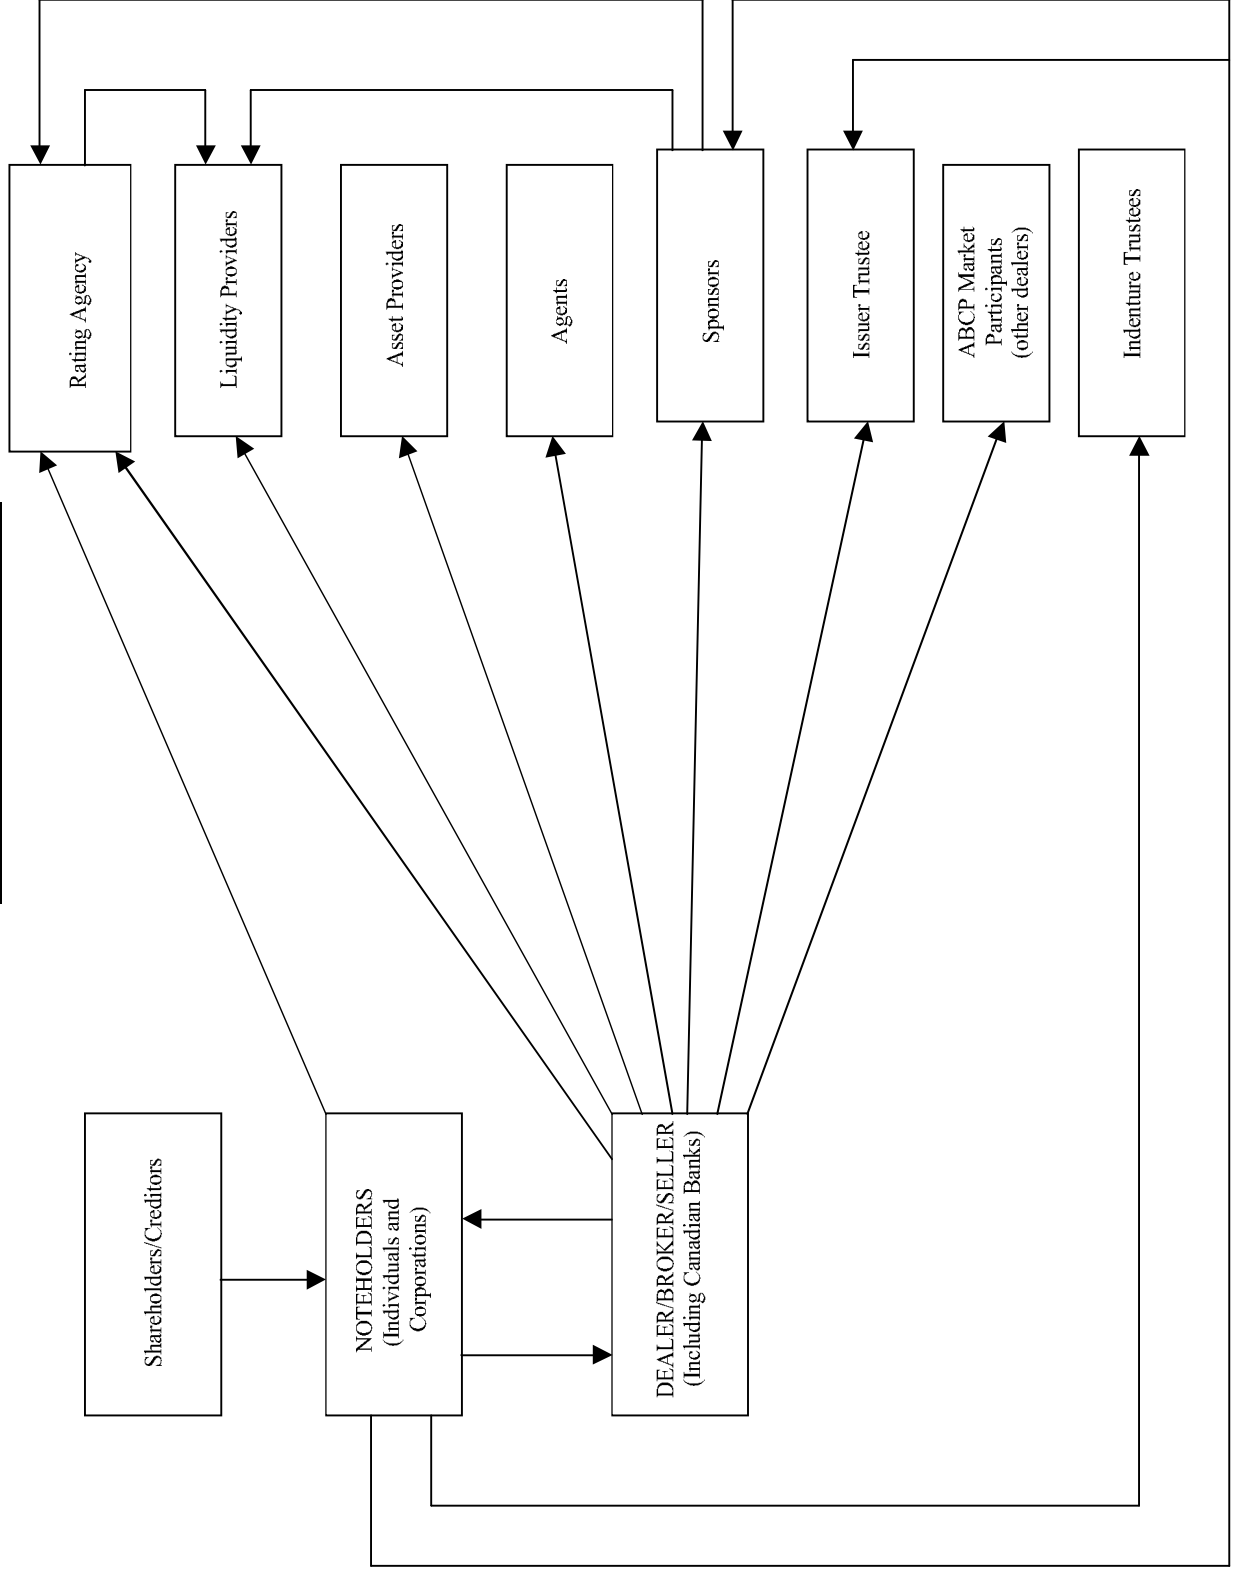 Shareholders/Creditors
NOTEHOLDERS
(Individuals and
Corporations)
DEALER/BROKER/SELLER
(Including Canadian Banks)
Rating Agency
Liquidity Providers
Asset Providers
Agents
Sponsors
Issuer Trustee
ABCP Market
Participants
(other dealers)
Indenture Trustees